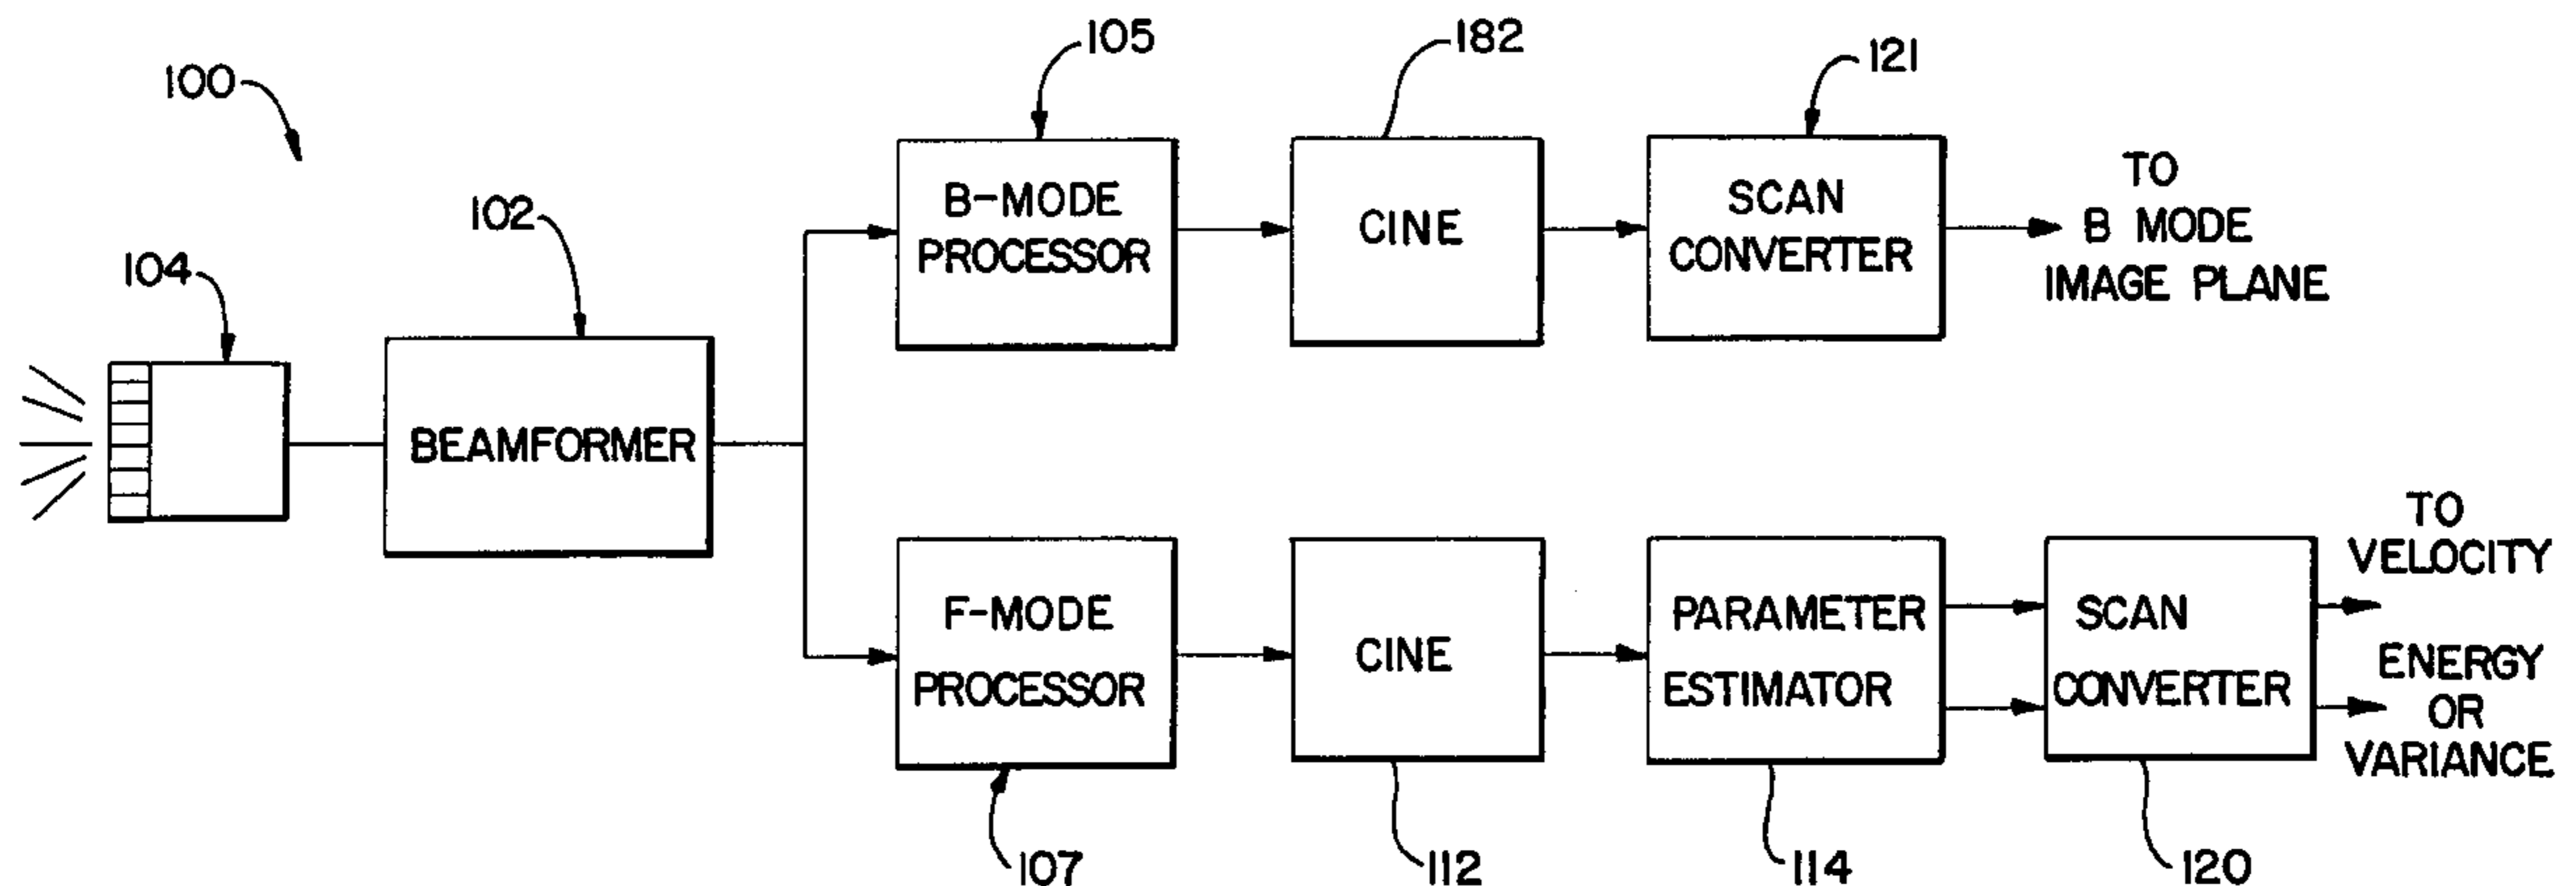 100
104
102
BEAMFORMER
105
B-MODE
PROCESSOR
182
CINE
121
SCAN
CONVERTER
TO
B MODE
IMAGE PLANE
F-MODE
PROCESSOR
107
CINE
112
PARAMETER
ESTIMATOR
114
SCAN
CONVERTER
120
TO
VELOCITY
ENERGY
OR
VARIANCE